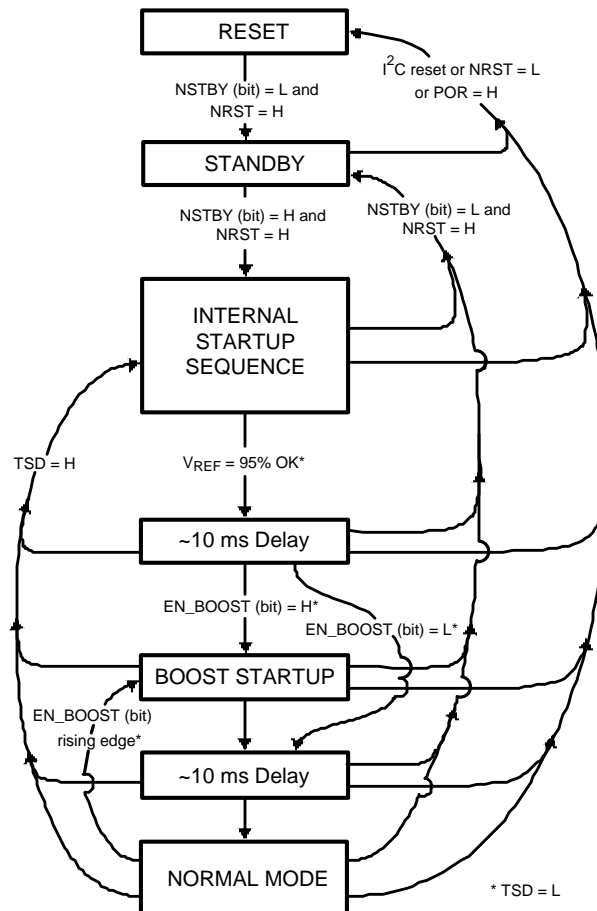 RESET
I2C reset or NRST = L
or POR = H
NSTBY (bit) = L and
NRST = H
STANDBY
NSTBY (bit) = H and
NRST = H
NSTBY (bit) = L and
NRST = H
INTERNAL
STARTUP
SEQUENCE
TSD = H
VREF = 95% OK*
~10 ms Delay
EN_BOOST (bit) = H*
EN_BOOST (bit) = L*
BOOST STARTUP
EN_BOOST (bit)
rising edge*
~10 ms Delay
NORMAL MODE
* TSD = L